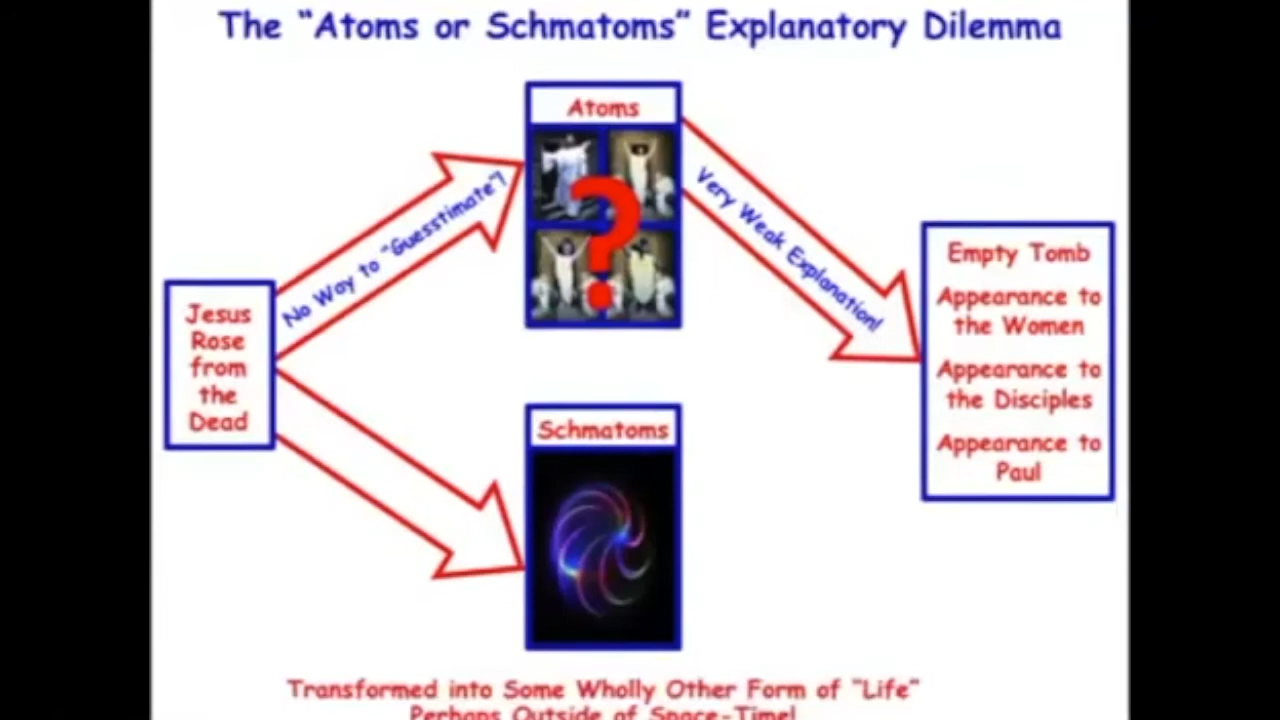 The "Atoms or Schmatoms" Explanatory Dilemma
Atoms
No Way to "Guesstimate"!
Very Weak Explanation!
Jesus
Rose
from
the
Dead
Empty Tomb
Appearance to
the Women
Appearance to
the Disciples
Appearance to
Paul
Schmatoms
Transformed into Some Wholly Other Form of "Life"
Perhaps Outside of Space-Time!